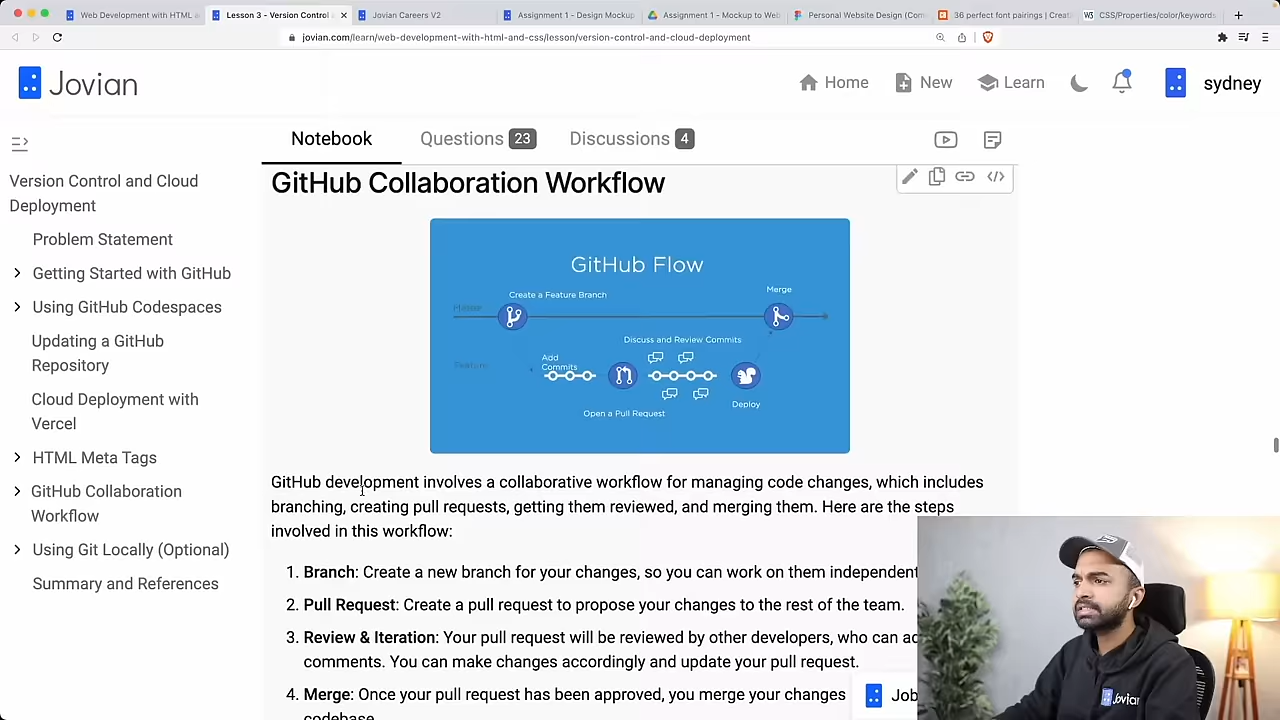 Web Development with HTML a
Lesson 3 - Version Control a
Jovian Careers V2
Assignment 1 - Design Mockup
Assignment 1 - Mockup to Web
Personal Website Design (Com
36 perfect font pairings | Creati
CSS/Properties/color/keywords
jovian.com/learn/web-development-with-html-and-css/lesson/version-control-and-cloud-deployment
Jovian
Home
New
Learn
sydney
Notebook
Questions 23
Discussions 4
Version Control and Cloud
Deployment
Problem Statement
Getting Started with GitHub
Using GitHub Codespaces
Updating a GitHub
Repository
Cloud Deployment with
Vercel
HTML Meta Tags
GitHub Collaboration
Workflow
Using Git Locally (Optional)
Summary and References
GitHub Collaboration Workflow
GitHub Flow
Create a Feature Branch
Merge
Master
Discuss and Review Commits
Add
Commits
Feature
Open a Pull Request
Deploy
GitHub development involves a collaborative workflow for managing code changes, which includes
branching, creating pull requests, getting them reviewed, and merging them. Here are the steps
involved in this workflow:
1. Branch: Create a new branch for your changes, so you can work on them independent
2. Pull Request: Create a pull request to propose your changes to the rest of the team.
3. Review & Iteration: Your pull request will be reviewed by other developers, who can ad
comments. You can make changes accordingly and update your pull request.
4. Merge: Once your pull request has been approved, you merge your changes
codebase
Job
Jovian